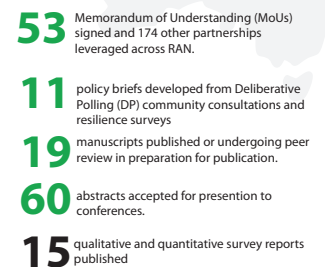 53 Memorandum of Understanding (MoUs)
signed and 174 other partnerships
leveraged across RAN.
11 policy briefs developed from Deliberative
Polling (DP) community consultations and
resilience surveys
19 manuscripts published or undergoing peer
review in preparation for publication.
60 abstracts accepted for presention to
conferences.
15 qualitative and quantitative survey reports
published